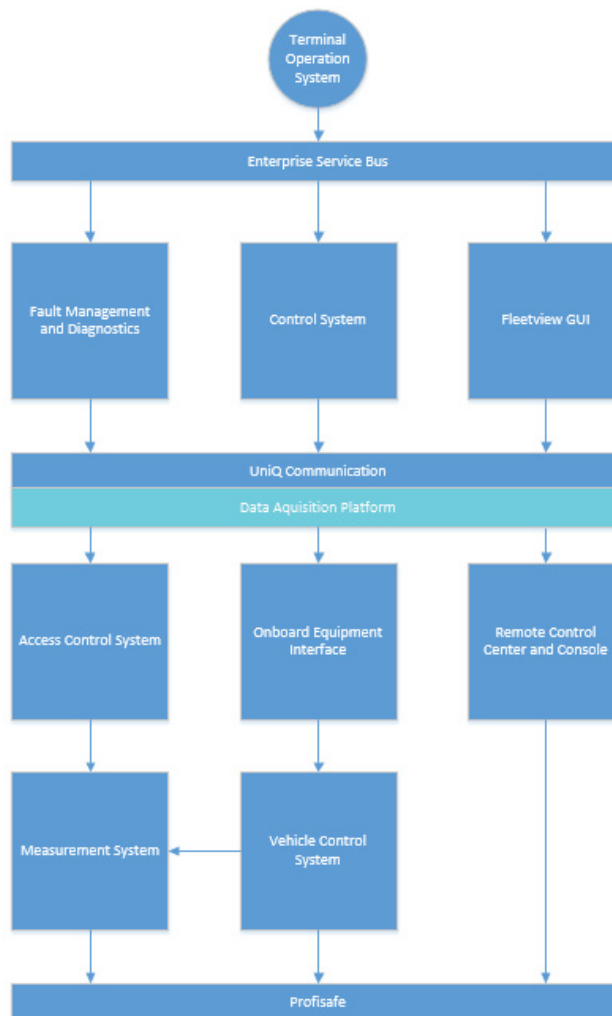 Terminal
Operation
System
Enterprise Service Bus
Fault Management
and Diagnostics
Control System
Fleetview GUI
UniQ Communication
Data Aquisition Platform
Access Control System
Onboard Equipment
Interface
Remote Control
Center and Console
Measurement System
Vehicle Control
System
Profisafe